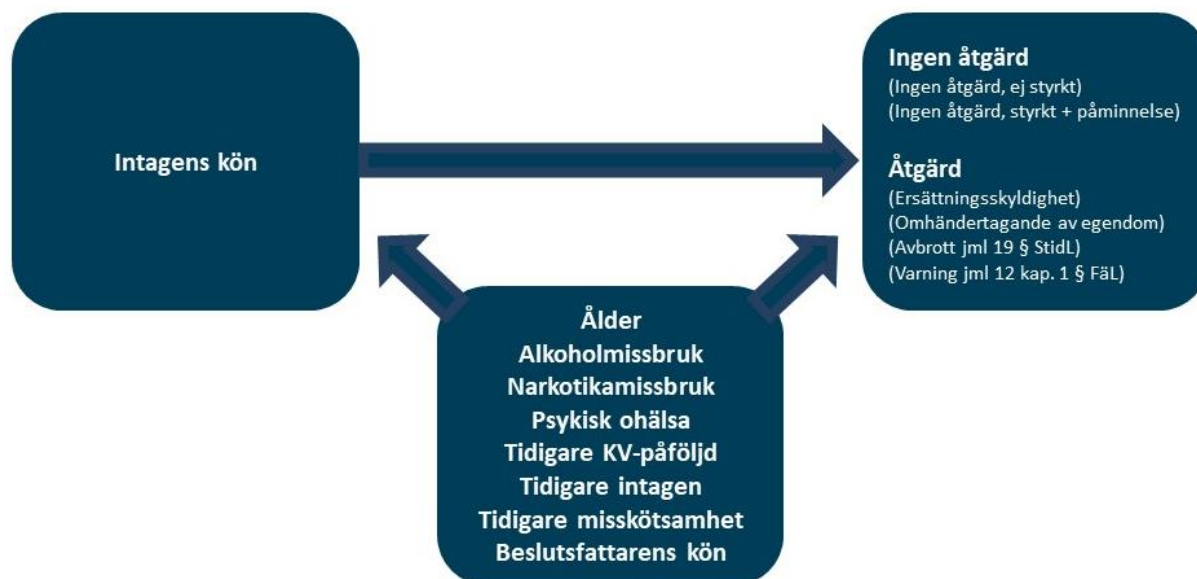 Intagens kön
Ingen åtgärd
(Ingen åtgärd, ej styrkt)
(Ingen åtgärd, styrkt + påminnelse)
Åtgärd
(Ersättningsskyldighet)
(Omhändertagande av egendom)
(Avbrott jml 19 § StidL)
(Varning jml 12 kap. 1 § FäL)
Ålder
Alkoholmissbruk
Narkotikamissbruk
Psykisk ohälsa
Tidigare KV-påföljd
Tidigare intagen
Tidigare misskötsamhet
Beslutsfattarens kön